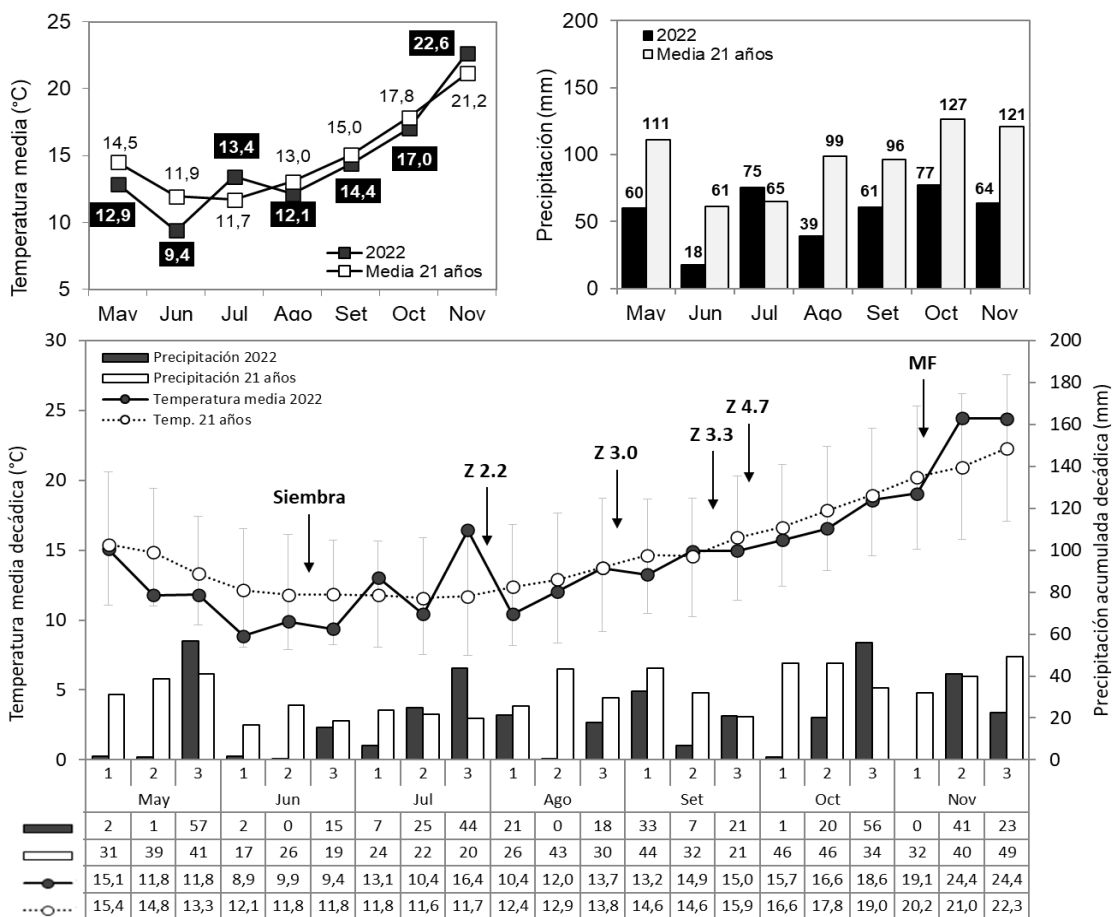 Temperatura media (°C)
25
20
15
10
5
14,5
11,9
11,7
13,0
15,0
17,8
21,2
12,9
9,4
13,4
12,1
14,4
17,0
22,6
2022
Media 21 años
May Jun Jul Ago Set Oct Nov
Precipitación (mm)
200
150
100
50
0
2022
Media 21 años
60 111 18 61 75 65 39 99 61 96 77 127 64 121
May Jun Jul Ago Set Oct Nov
Temperatura media decádica (°C)
30
25
20
15
10
5
0
Precipitación 2022
Precipitación 21 años
Temperatura media 2022
Temp. 21 años
Siembra
Z 2.2
Z 3.0
Z 3.3
Z 4.7
MF
200
180
160
140
120
100
80
60
40
20
0
Precipitación acumulada decádica (mm)
1 2 3 1 2 3 1 2 3 1 2 3 1 2 3 1 2 3 1 2 3
May Jun Jul Ago Set Oct Nov
2 1 57 2 0 15 7 25 44 21 0 18 33 7 21 1 20 56 0 41 23
31 39 41 17 26 19 24 22 20 26 43 30 44 32 21 46 46 34 32 40 49
15,1 11,8 11,8 8,9 9,9 9,4 13,1 10,4 16,4 10,4 12,0 13,7 13,2 14,9 15,0 15,7 16,6 18,6 19,1 24,4 24,4
15,4 14,8 13,3 12,1 11,8 11,8 11,8 11,6 11,7 12,4 12,9 13,8 14,6 14,6 15,9 16,6 17,8 19,0 20,2 21,0 22,3